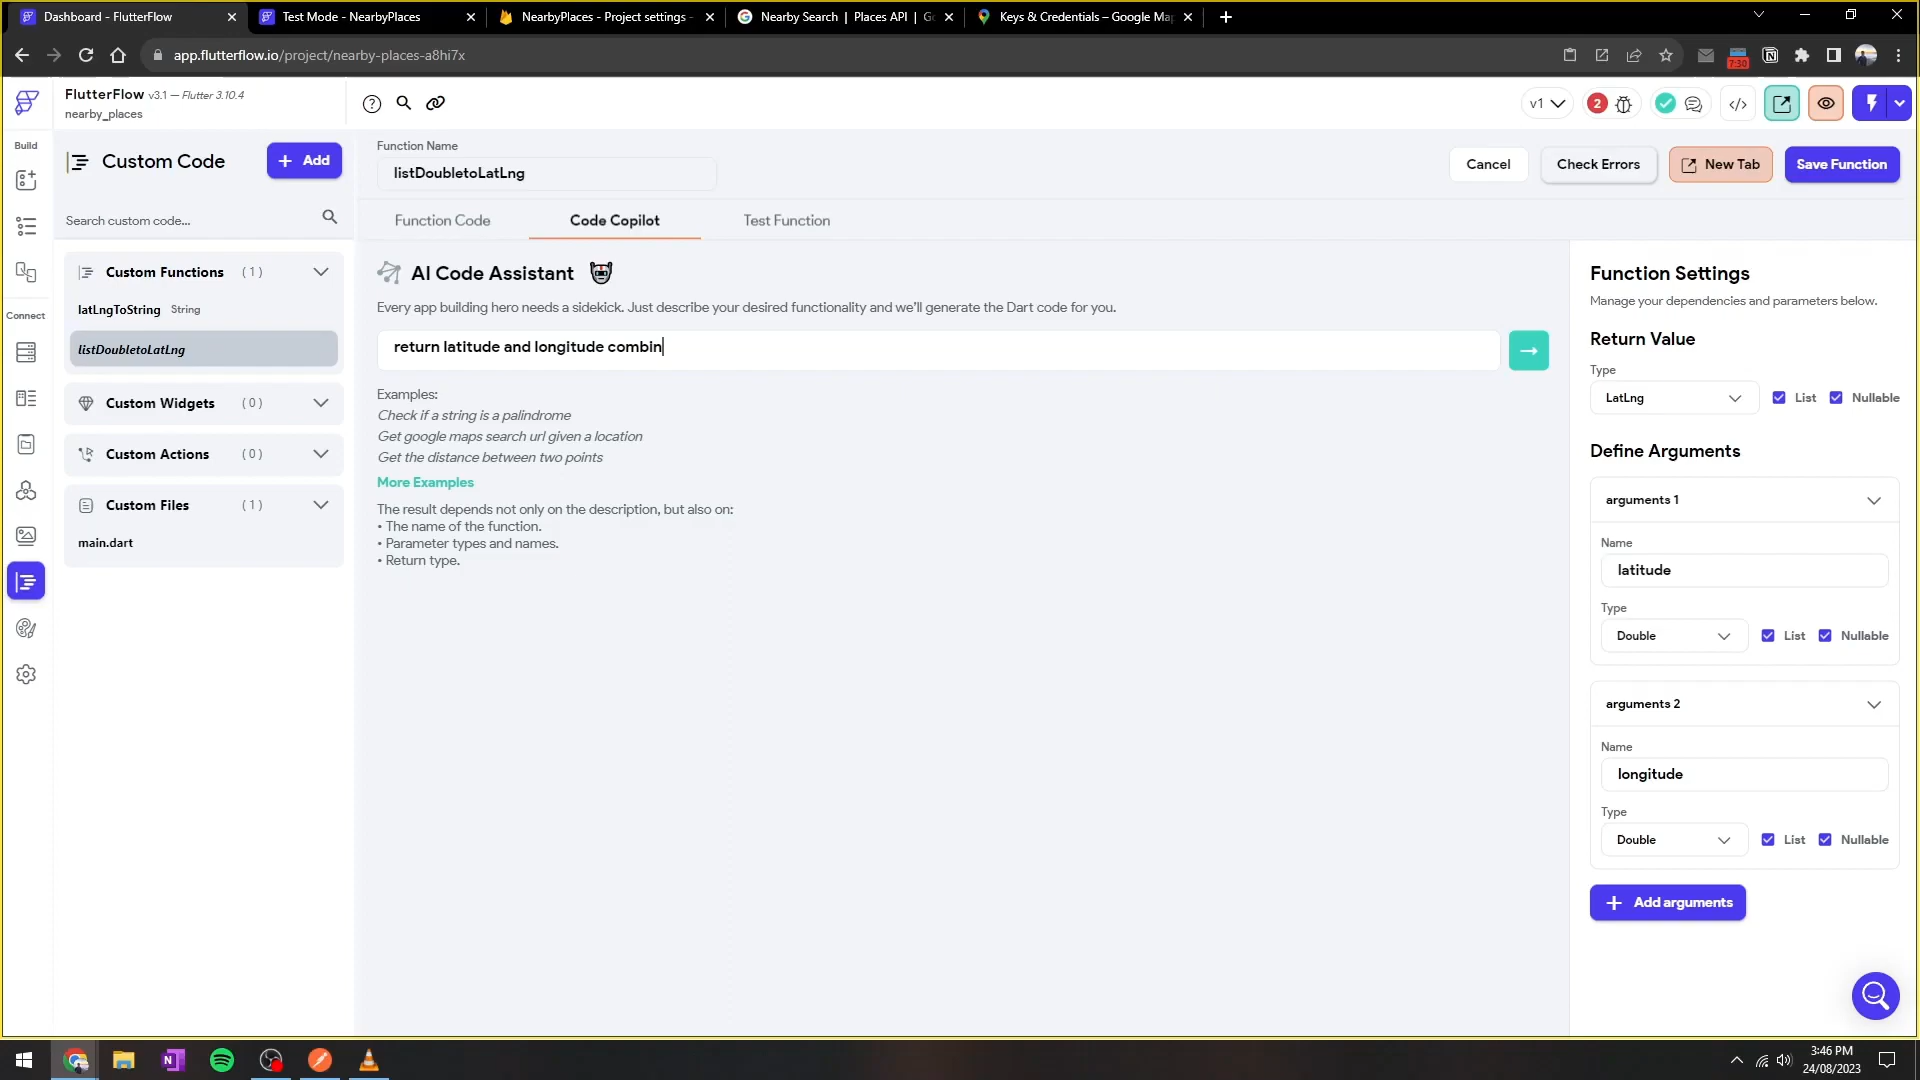 Dashboard - FlutterFlow
Test Mode - NearbyPlaces
NearbyPlaces - Project settings -
Nearby Search | Places API | Go
Keys & Credentials – Google Ma
app.flutterflow.io/project/nearby-places-a8hi7x
7:30
FlutterFlow v3.1 — Flutter 3.10.4
nearby_places
v1
2
Build
Connect
Custom Code
+ Add
Search custom code...
Custom Functions (1)
latLngToString String
listDoubletoLatLng
Custom Widgets (0)
Custom Actions (0)
Custom Files (1)
main.dart
Function Name
listDoubletoLatLng
Cancel
Check Errors
New Tab
Save Function
Function Code
Code Copilot
Test Function
AI Code Assistant
Every app building hero needs a sidekick. Just describe your desired functionality and we'll generate the Dart code for you.
return latitude and longitude combin
Examples:
Check if a string is a palindrome
Get google maps search url given a location
Get the distance between two points
More Examples
The result depends not only on the description, but also on:
• The name of the function.
• Parameter types and names.
• Return type.
Function Settings
Manage your dependencies and parameters below.
Return Value
Type
LatLng
List
Nullable
Define Arguments
arguments 1
Name
latitude
Type
Double
List
Nullable
arguments 2
Name
longitude
Type
Double
List
Nullable
+ Add arguments
3:46 PM
24/08/2023